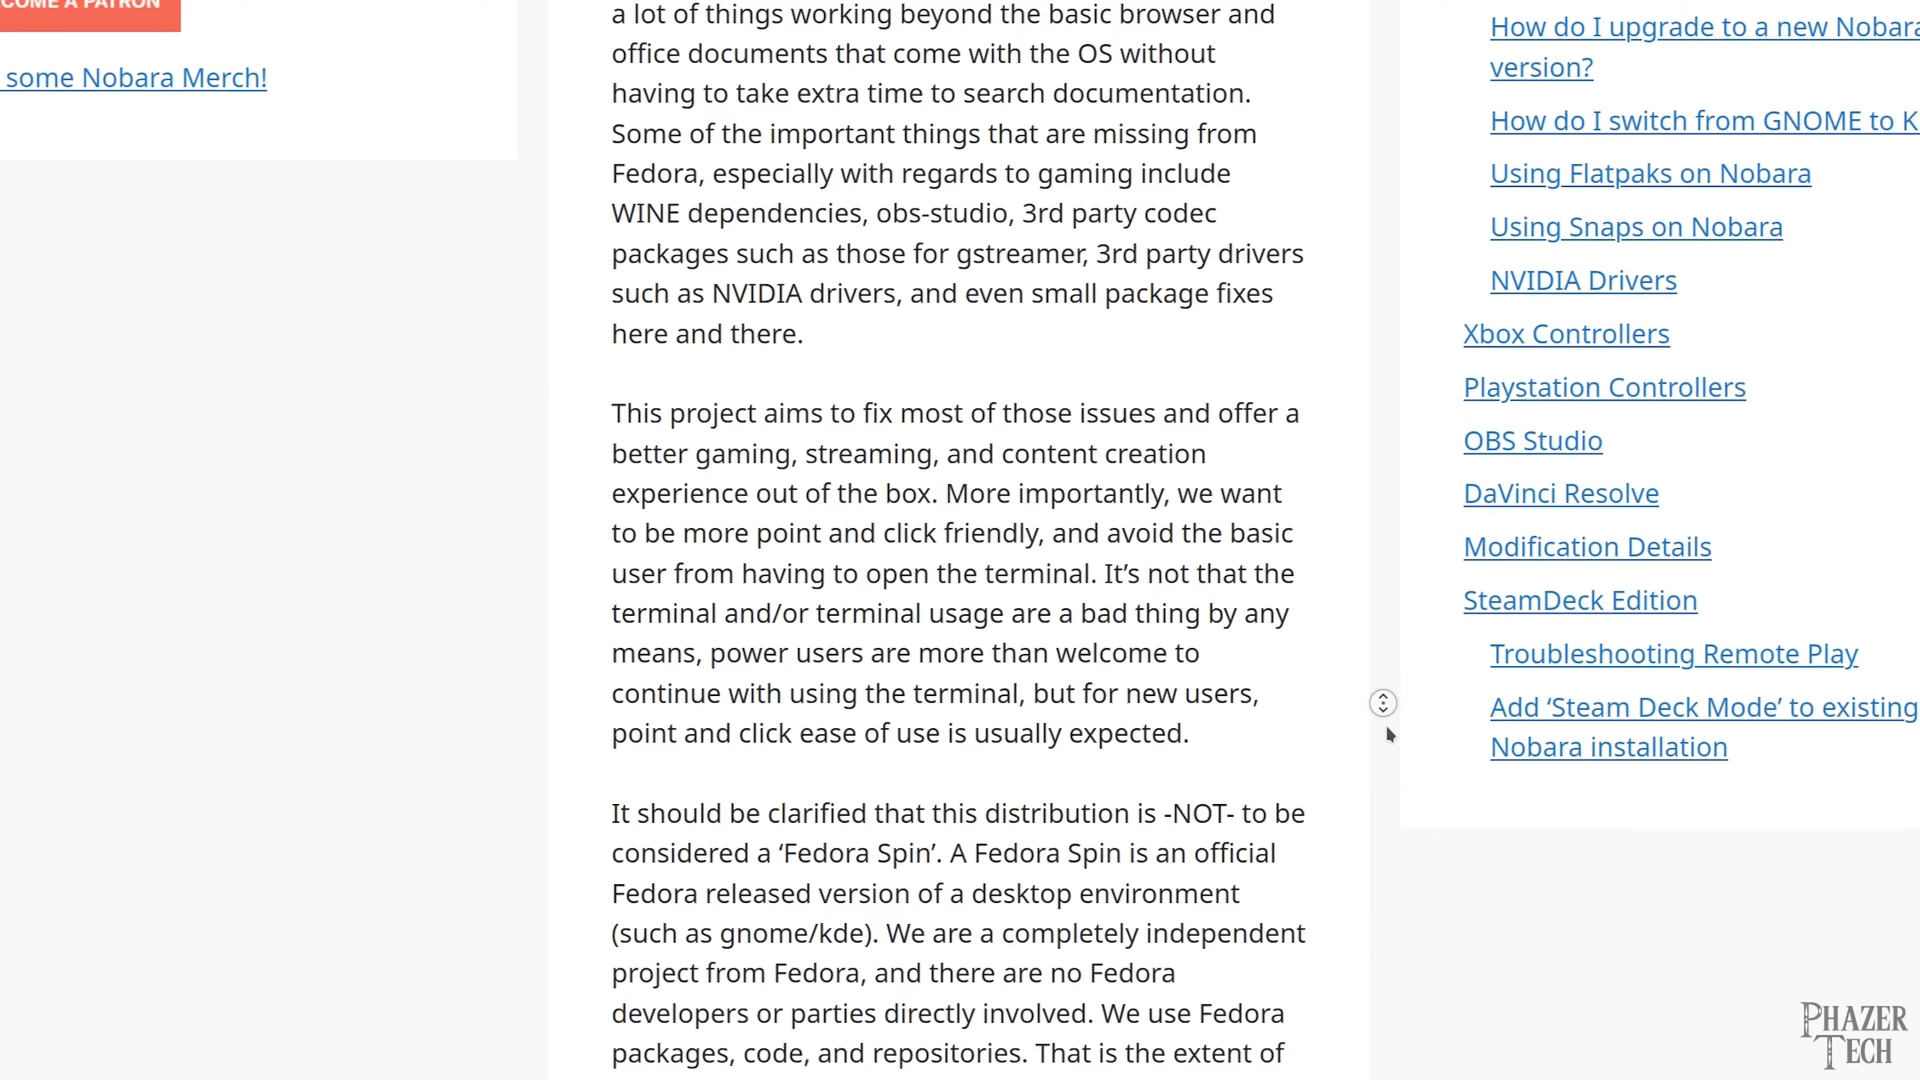 COME A PATRON
some Nobara Merch!
a lot of things working beyond the basic browser and
office documents that come with the OS without
having to take extra time to search documentation.
Some of the important things that are missing from
Fedora, especially with regards to gaming include
WINE dependencies, obs-studio, 3rd party codec
packages such as those for gstreamer, 3rd party drivers
such as NVIDIA drivers, and even small package fixes
here and there.
This project aims to fix most of those issues and offer a
better gaming, streaming, and content creation
experience out of the box. More importantly, we want
to be more point and click friendly, and avoid the basic
user from having to open the terminal. It’s not that the
terminal and/or terminal usage are a bad thing by any
means, power users are more than welcome to
continue with using the terminal, but for new users,
point and click ease of use is usually expected.
It should be clarified that this distribution is -NOT- to be
considered a ‘Fedora Spin’. A Fedora Spin is an official
Fedora released version of a desktop environment
(such as gnome/kde). We are a completely independent
project from Fedora, and there are no Fedora
developers or parties directly involved. We use Fedora
packages, code, and repositories. That is the extent of
How do I upgrade to a new Nobara
version?
How do I switch from GNOME to K
Using Flatpaks on Nobara
Using Snaps on Nobara
NVIDIA Drivers
Xbox Controllers
Playstation Controllers
OBS Studio
DaVinci Resolve
Modification Details
SteamDeck Edition
Troubleshooting Remote Play
Add ‘Steam Deck Mode’ to existing
Nobara installation
PHAZER
TECH